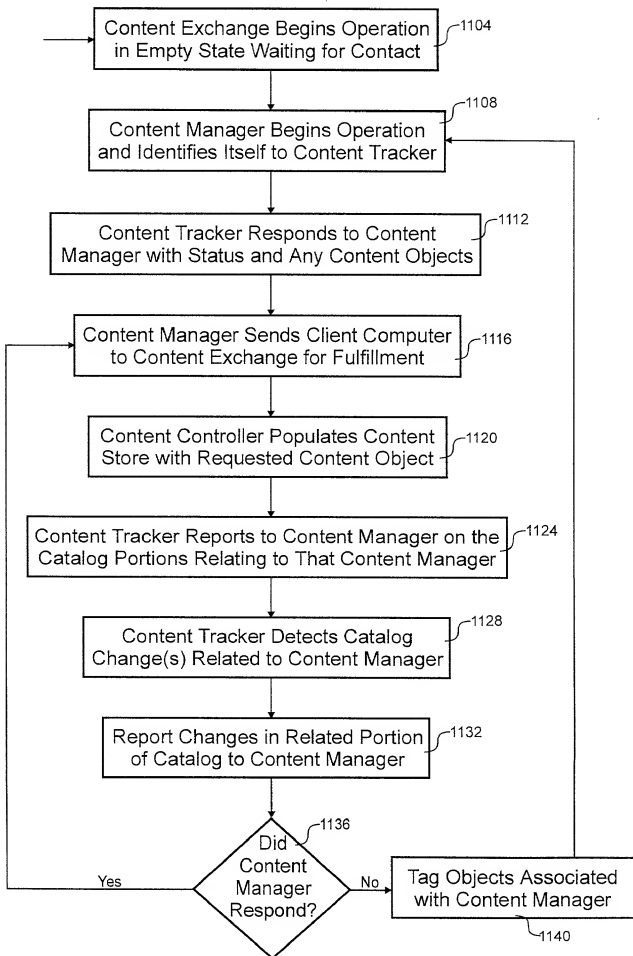 Content Exchange Begins Operation
in Empty State Waiting for Contact
1104
1108
Content Manager Begins Operation
and Identifies Itself to Content Tracker
Content Tracker Responds to Content
Manager with Status and Any Content Objects
1112
Content Manager Sends Client Computer
to Content Exchange for Fulfillment
1116
Content Controller Populates Content
Store with Requested Content Object
1120
Content Tracker Reports to Content Manager on the
Catalog Portions Relating to That Content Manager
1124
Content Tracker Detects Catalog
Change(s) Related to Content Manager
1128
Report Changes in Related Portion
of Catalog to Content Manager
1132
1136
Did
Content
Manager
Respond?
Yes
No
Tag Objects Associated
with Content Manager
1140